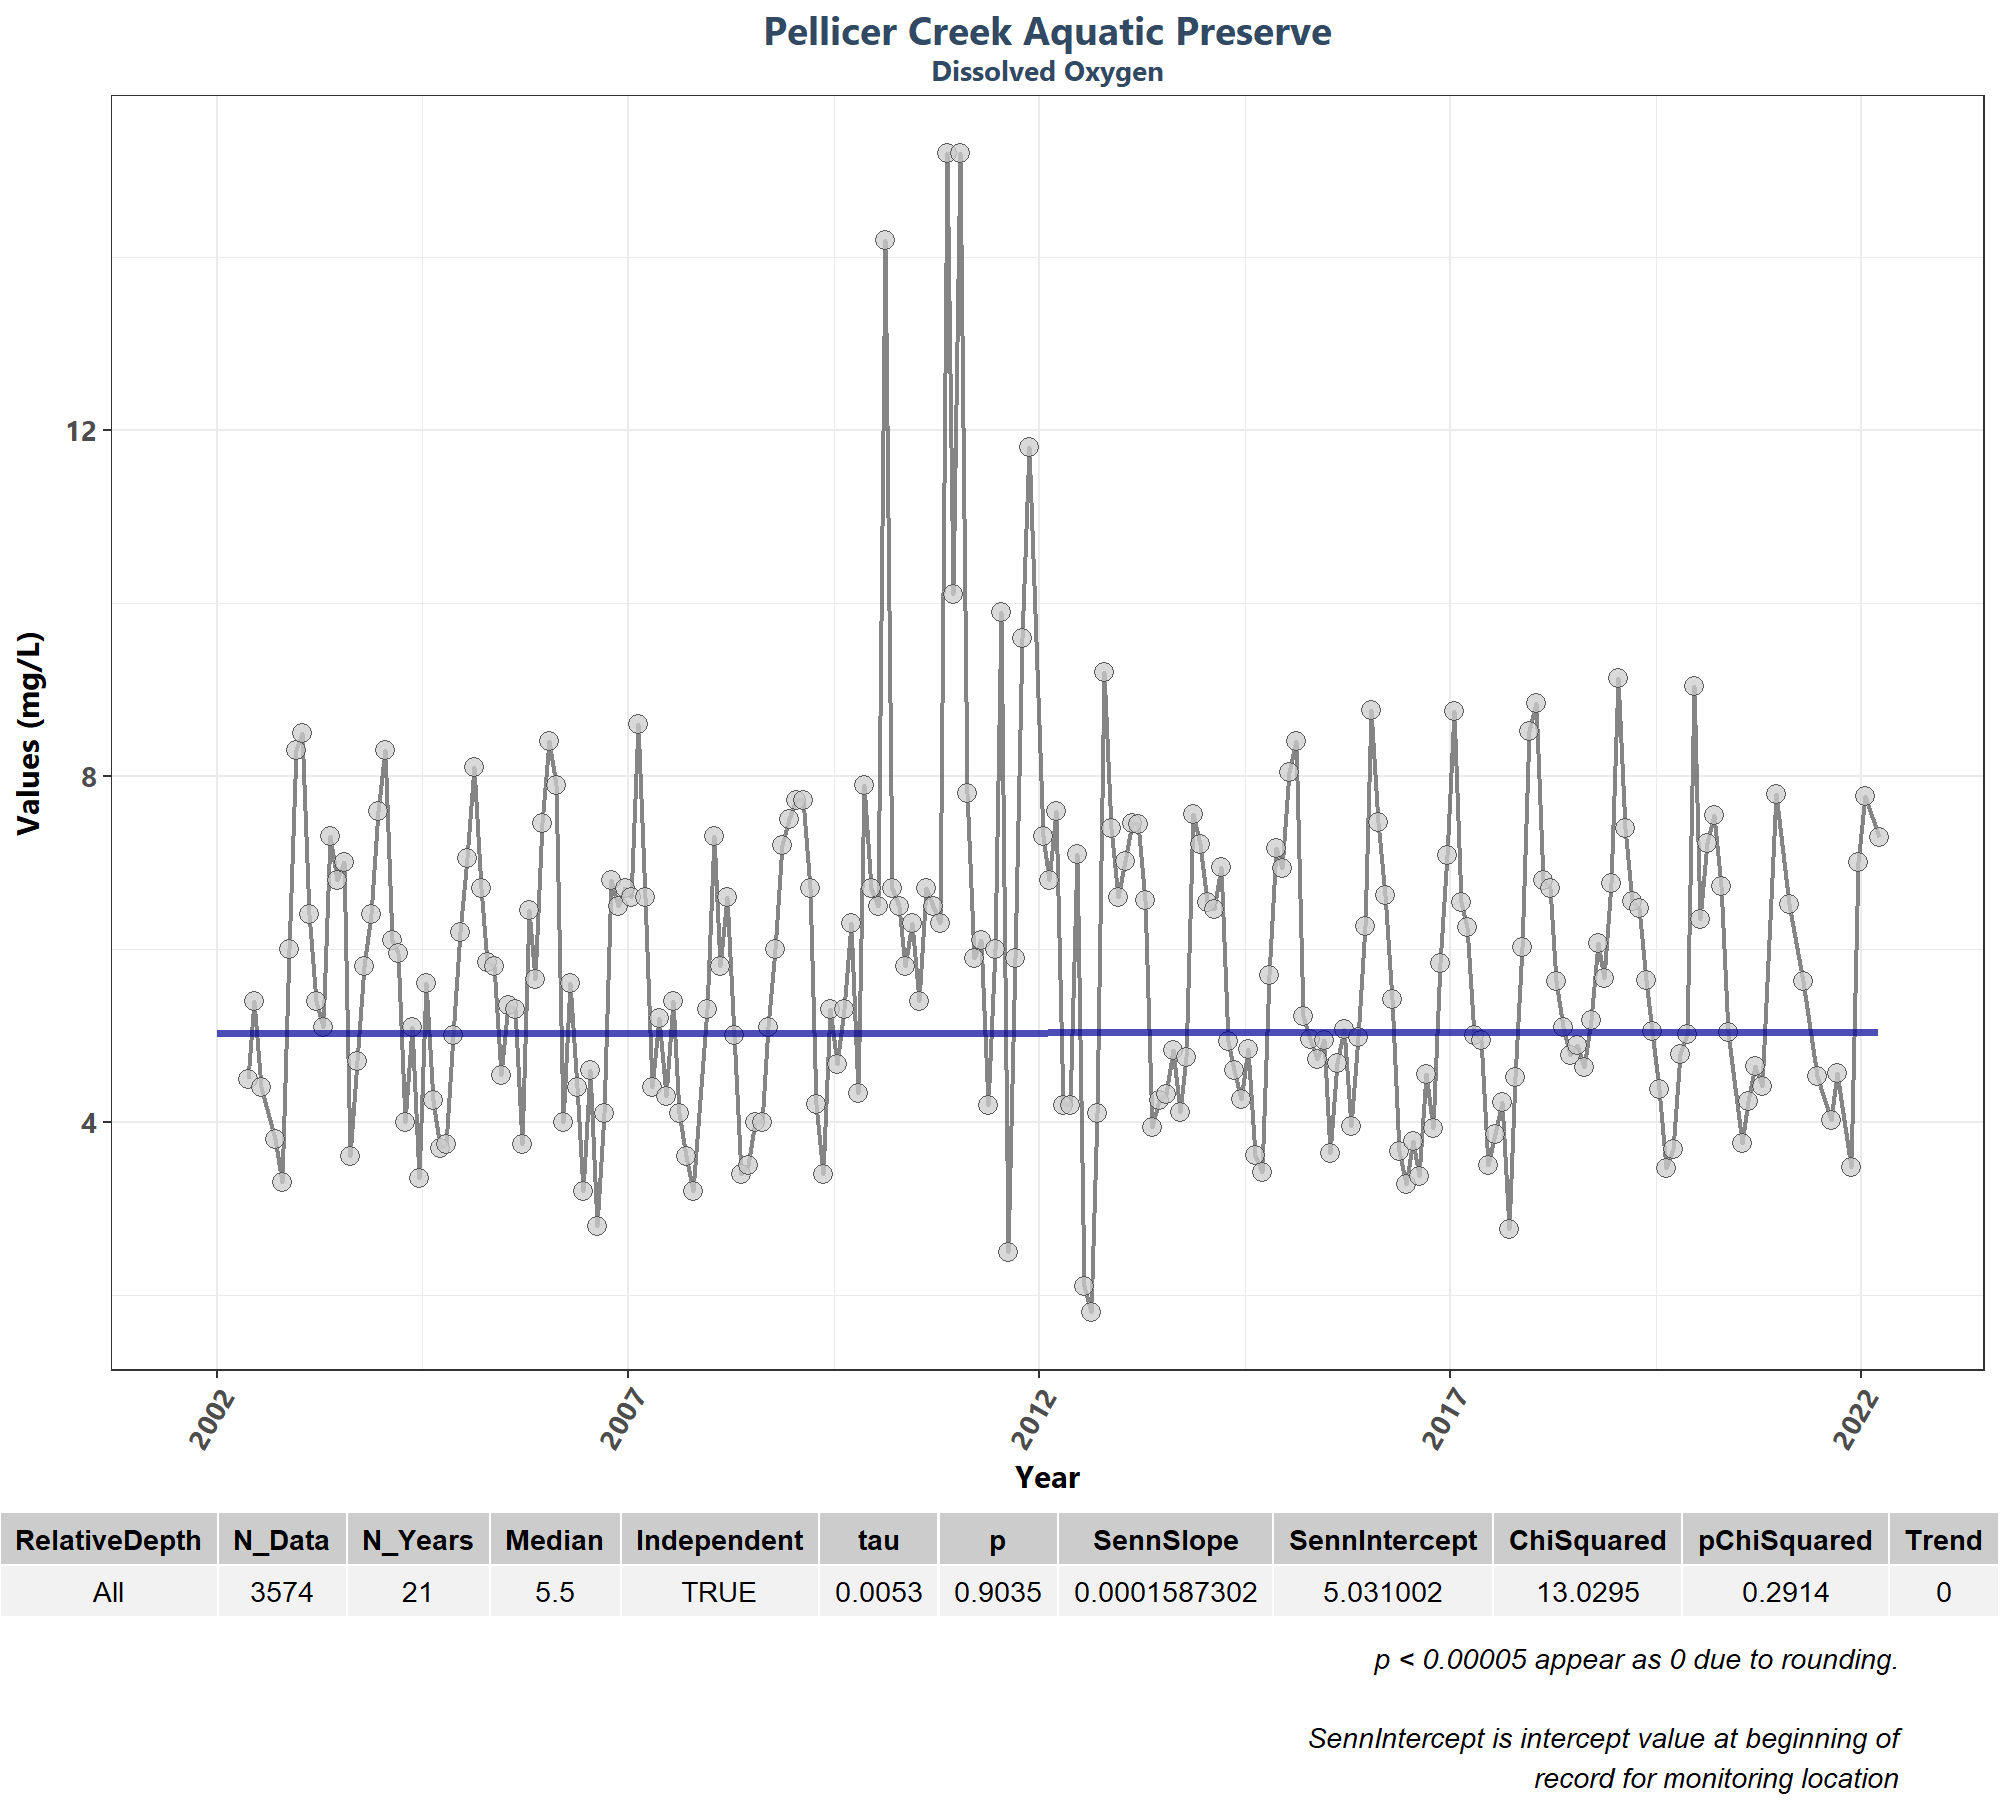 Pellicer Creek Aquatic Preserve
Dissolved Oxygen
Values (mg/L)
12
8
4
2002
2007
2012
2017
2022
Year
RelativeDepth N_Data N_Years Median Independent tau p SennSlope SennIntercept ChiSquared pChiSquared Trend
All 3574 21 5.5 TRUE 0.0053 0.9035 0.0001587302 5.031002 13.0295 0.2914 0
p < 0.00005 appear as 0 due to rounding.
SennIntercept is intercept value at beginning of
record for monitoring location